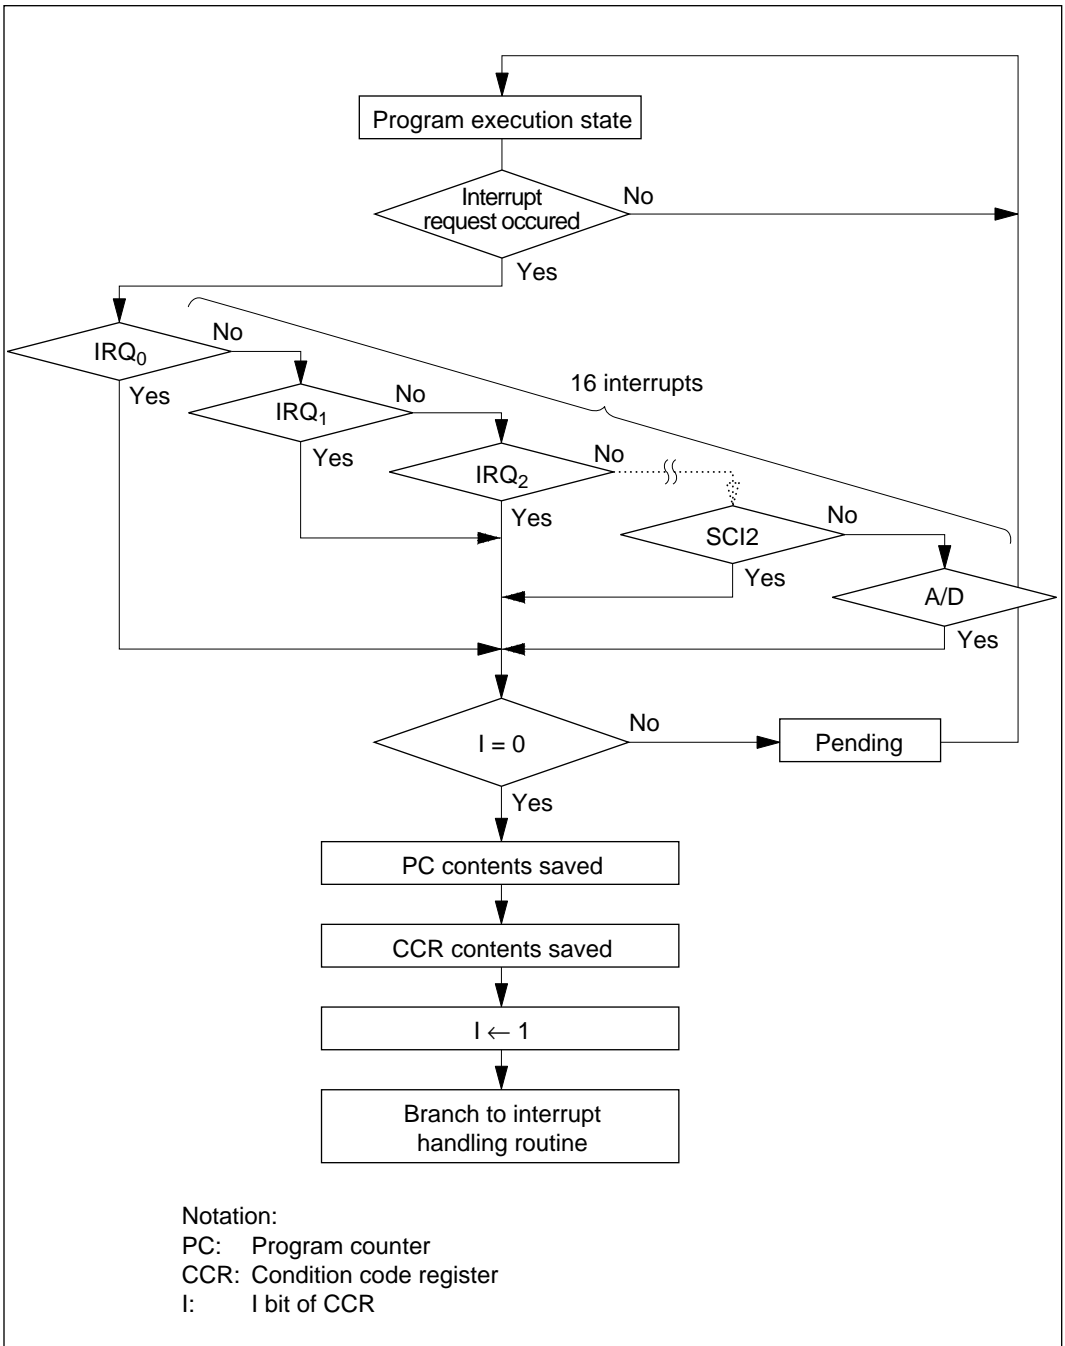 Program execution state
Interrupt
request occured
No
Yes
IRQ0
No
Yes
16 interrupts
IRQ1
No
Yes
IRQ2
No
Yes
SCI2
No
Yes
A/D
Yes
I = 0
No
Pending
Yes
PC contents saved
CCR contents saved
I ← 1
Branch to interrupt
handling routine
Notation:
PC: Program counter
CCR: Condition code register
I: I bit of CCR